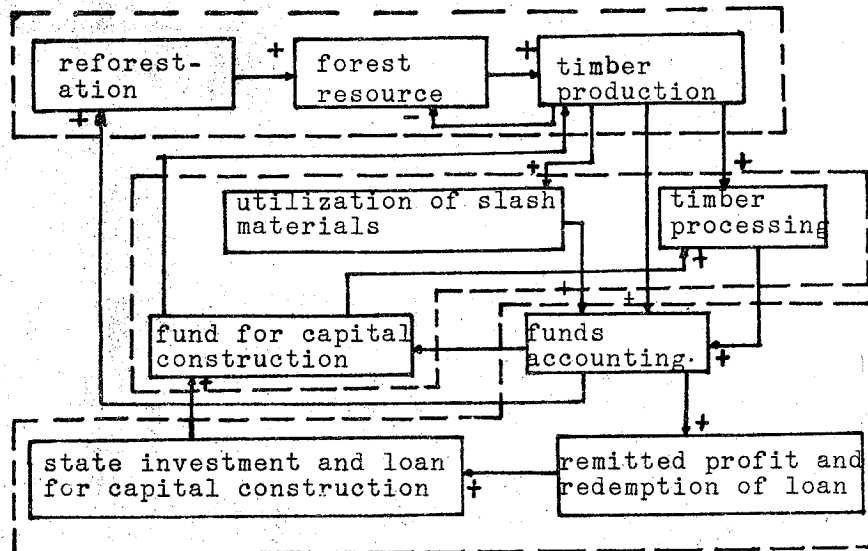 reforest-
ation
+
forest
resource
+
timber
production
+
-
+
+
utilization of slash
materials
timber
processing
+
+
+
fund for capital
construction
+
funds
accounting.
+
+
state investment and loan
for capital construction
+
remitted profit and
redemption of loan